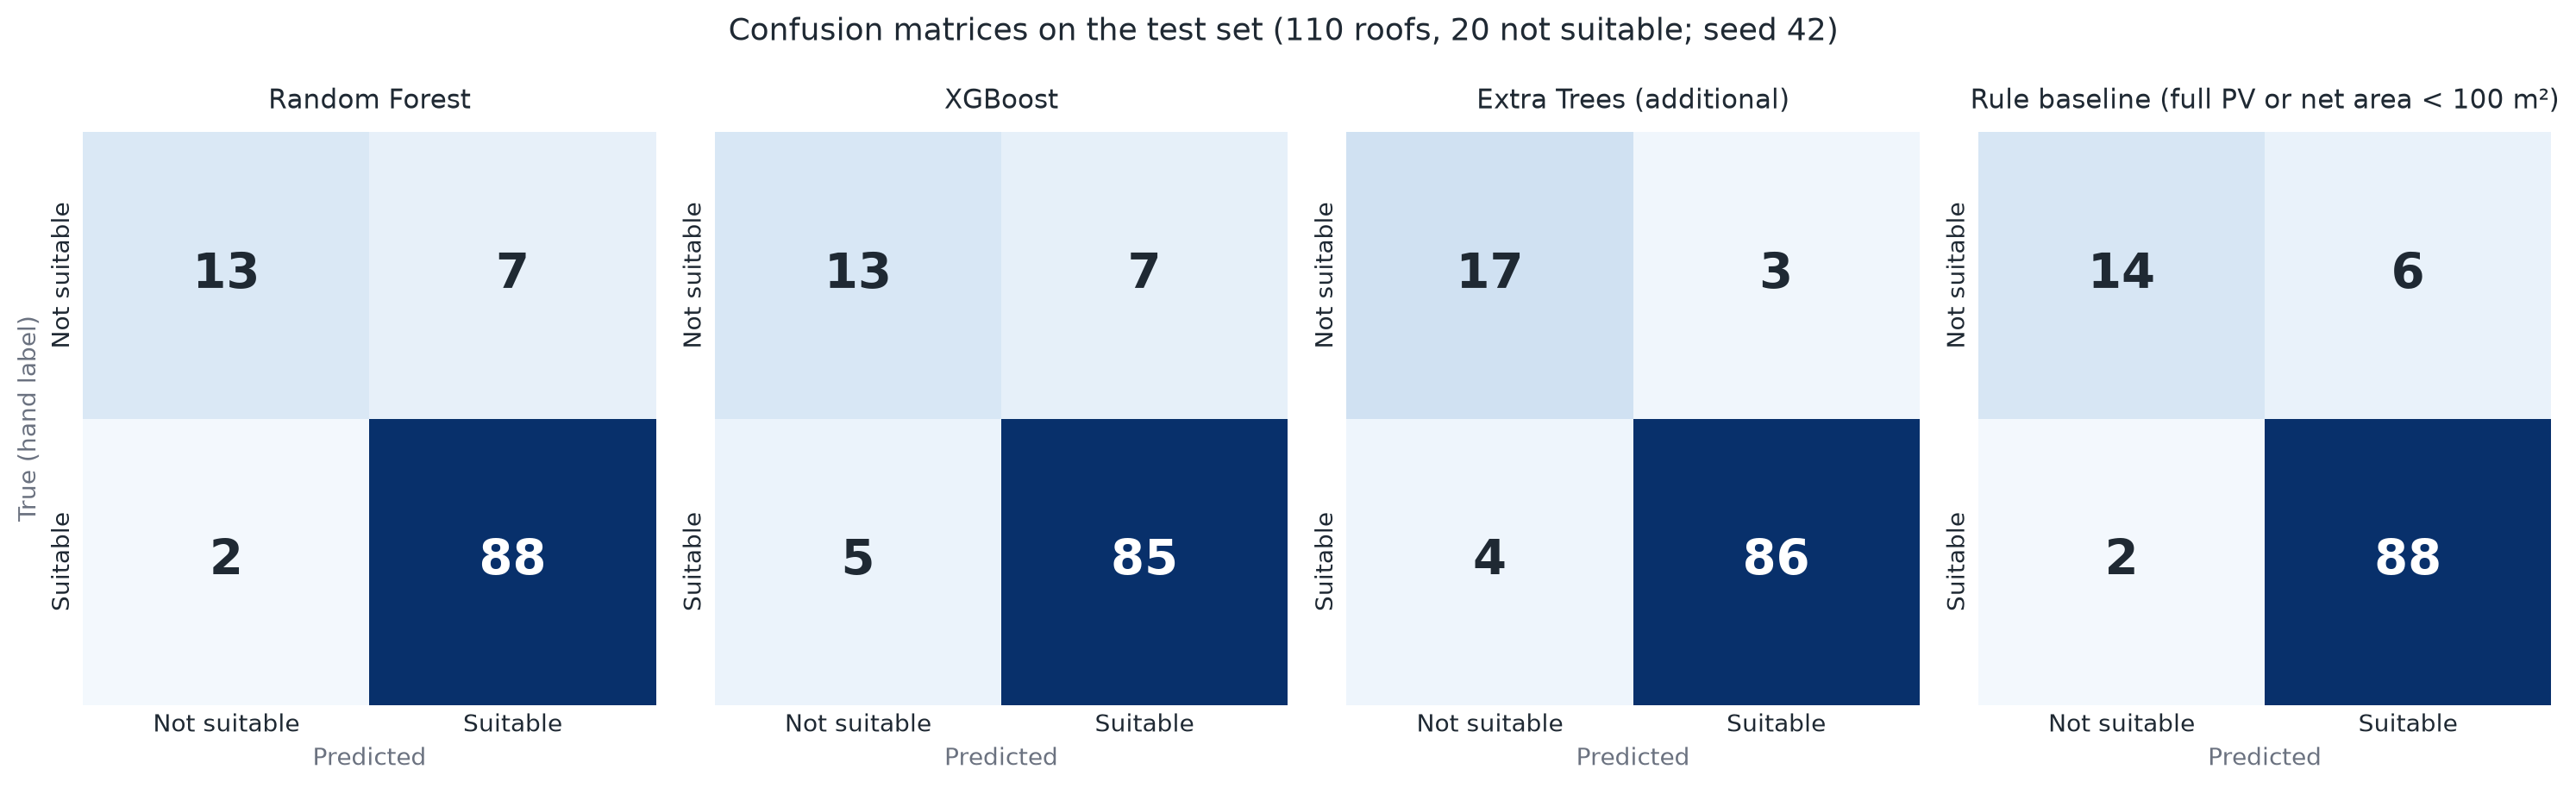 Confusion matrices on the test set (110 roofs, 20 not suitable; seed 42)
Random Forest
True (hand label)
Not suitable
13
7
Suitable
2
88
Not suitable
Suitable
Predicted
XGBoost
Not suitable
13
7
Suitable
5
85
Not suitable
Suitable
Predicted
Extra Trees (additional)
Not suitable
17
3
Suitable
4
86
Not suitable
Suitable
Predicted
Rule baseline (full PV or net area < 100 m²)
Not suitable
14
6
Suitable
2
88
Not suitable
Suitable
Predicted